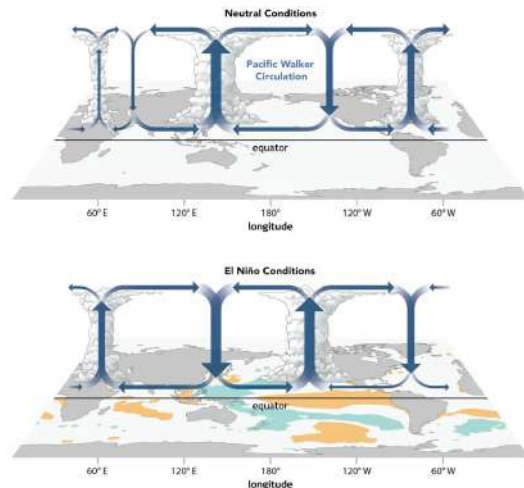 Neutral Conditions
Pacific Walker
Circulation
equator
60°E 120°E 180° 120°W 60°W
longitude
El Niño Conditions
equator
60°E 120°E 180° 120°W 60°W
longitude